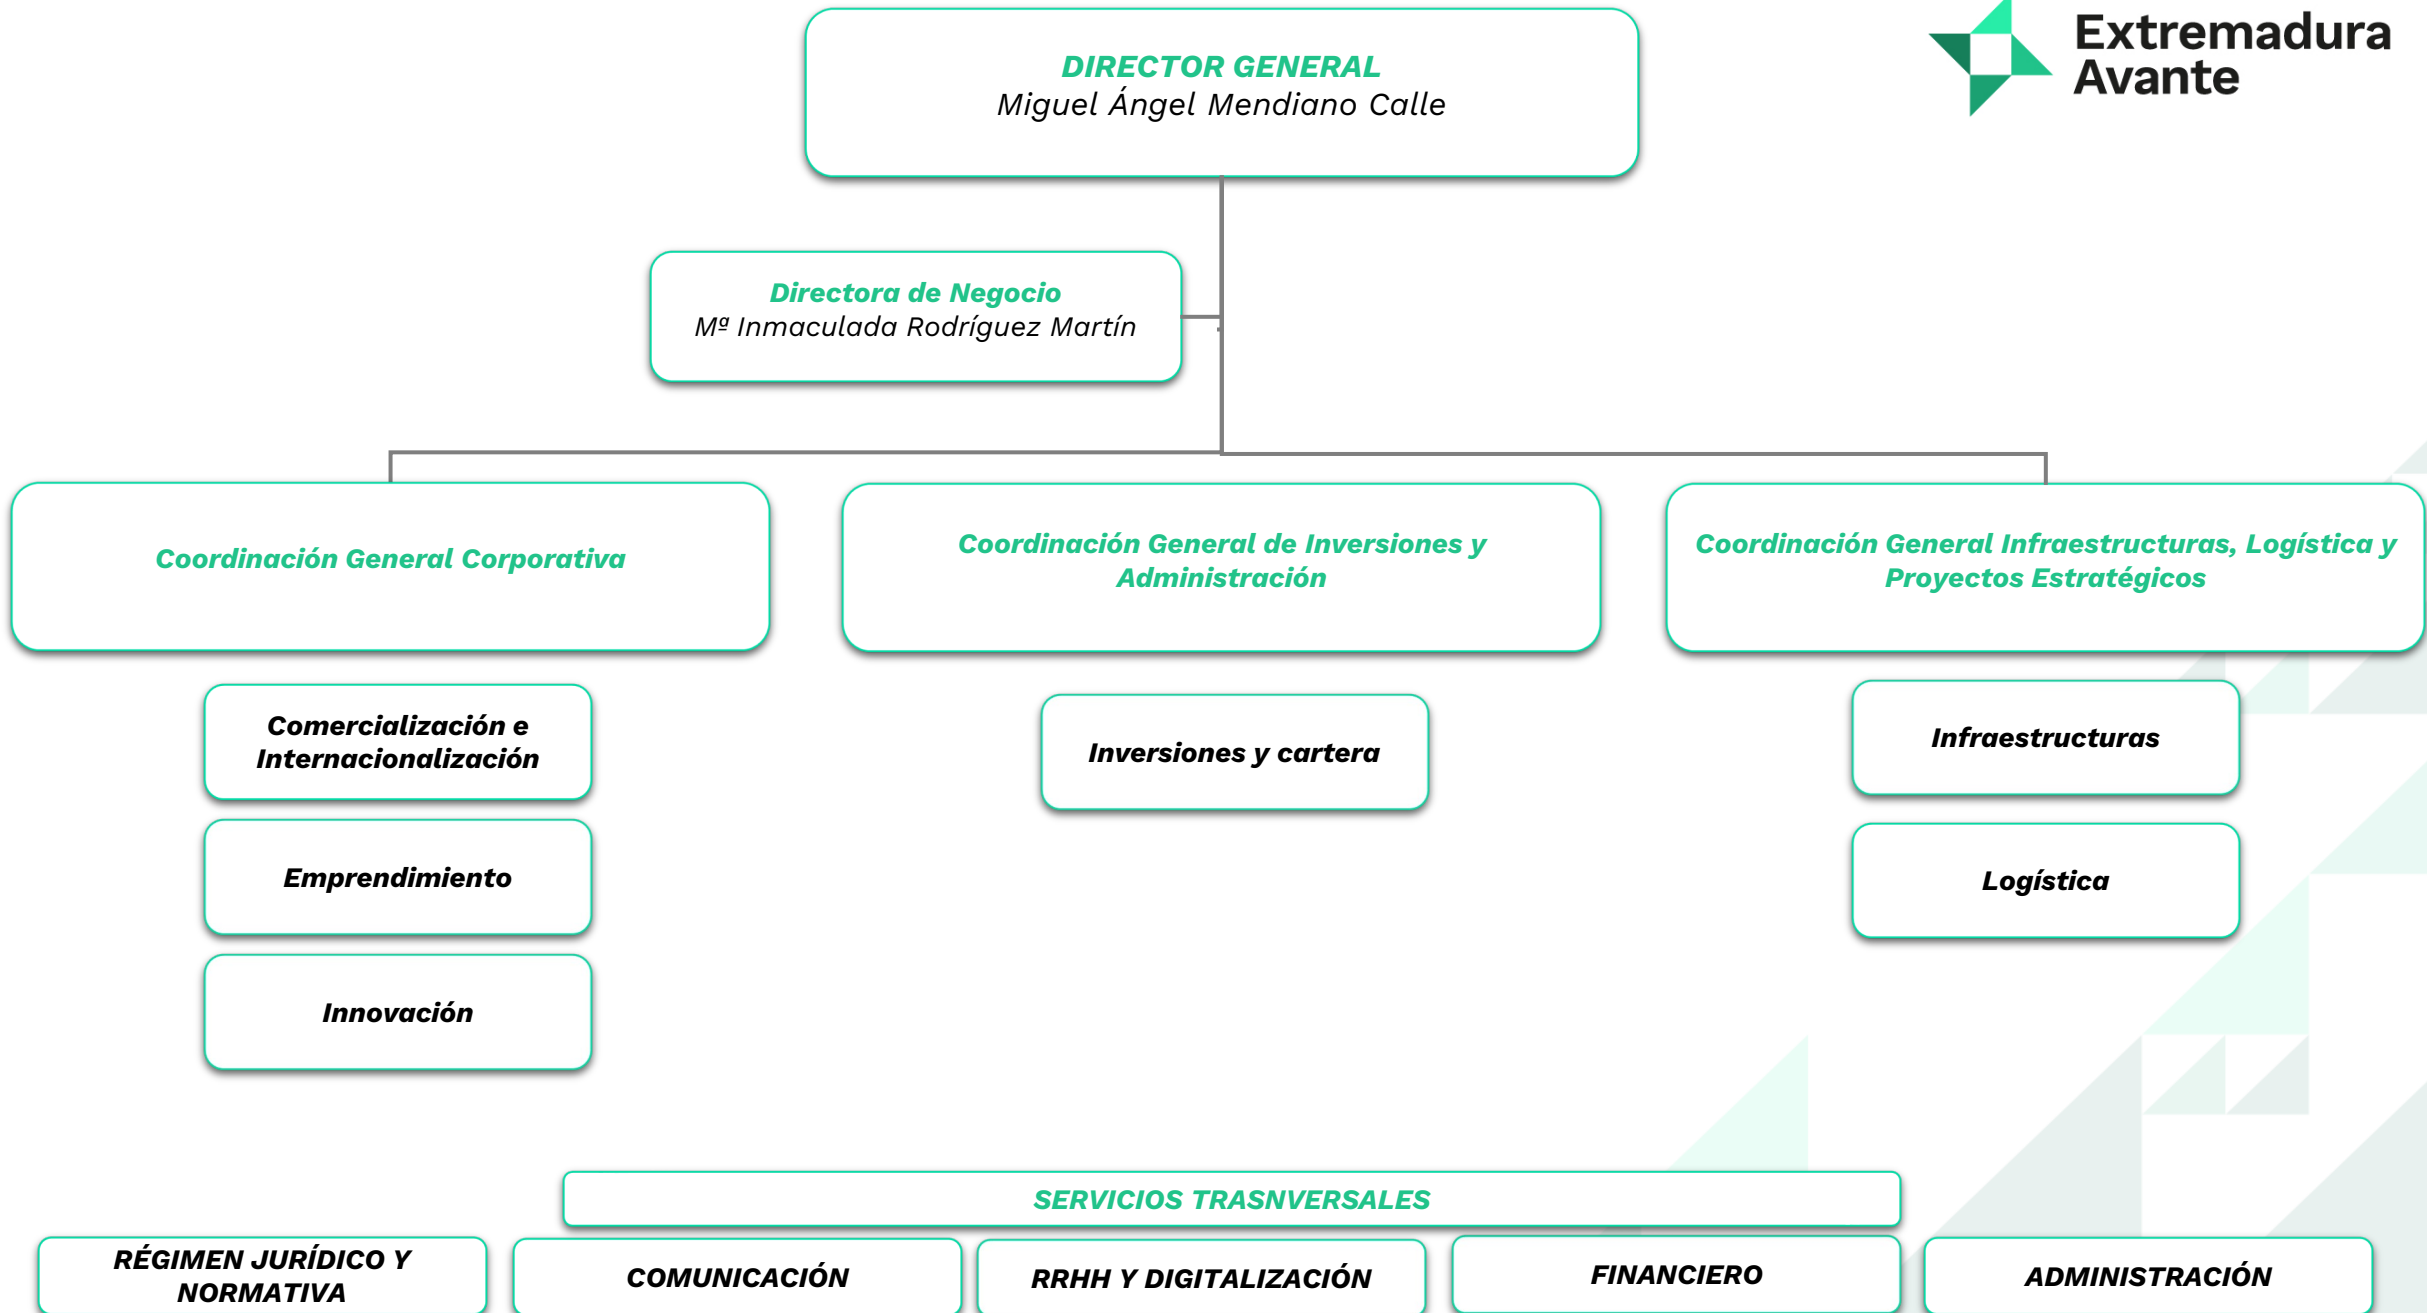 Extremadura
Avante
DIRECTOR GENERAL
Miguel Ángel Mendiano Calle
Directora de Negocio
Mª Inmaculada Rodríguez Martín
Coordinación General Corporativa
Coordinación General de Inversiones y
Administración
Coordinación General Infraestructuras, Logística y
Proyectos Estratégicos
Comercialización e
Internacionalización
Emprendimiento
Innovación
Inversiones y cartera
Infraestructuras
Logística
SERVICIOS TRASNVERSALES
RÉGIMEN JURÍDICO Y
NORMATIVA
COMUNICACIÓN
RRHH Y DIGITALIZACIÓN
FINANCIERO
ADMINISTRACIÓN